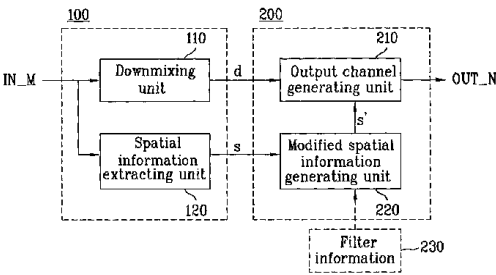 100
200
110
210
IN_M
Downmixing
unit
d
Output channel
generating unit
OUT_N
s'
Spatial
information
extracting unit
s
Modified spatial
information
generating unit
120
220
Filter
information
230